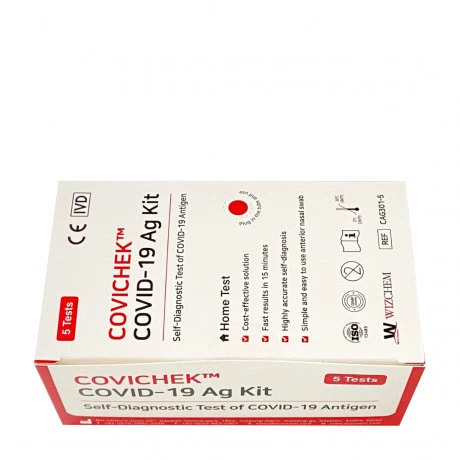 CE IVD
5 Tests
COVICHEK™
COVID-19 Ag Kit
Self-Diagnostic Test of COVID-19 Antigen
Home Test
Cost-effective solution
Fast results in 15 minutes
Highly accurate self-diagnosis
Simple and easy to use anterior nasal swab
REF CAG301-5
ISO
13485
W WIZCHEM
COVICHEK™
5 Tests
COVID-19 Ag Kit
Self-Diagnostic Test of COVID-19 Antigen